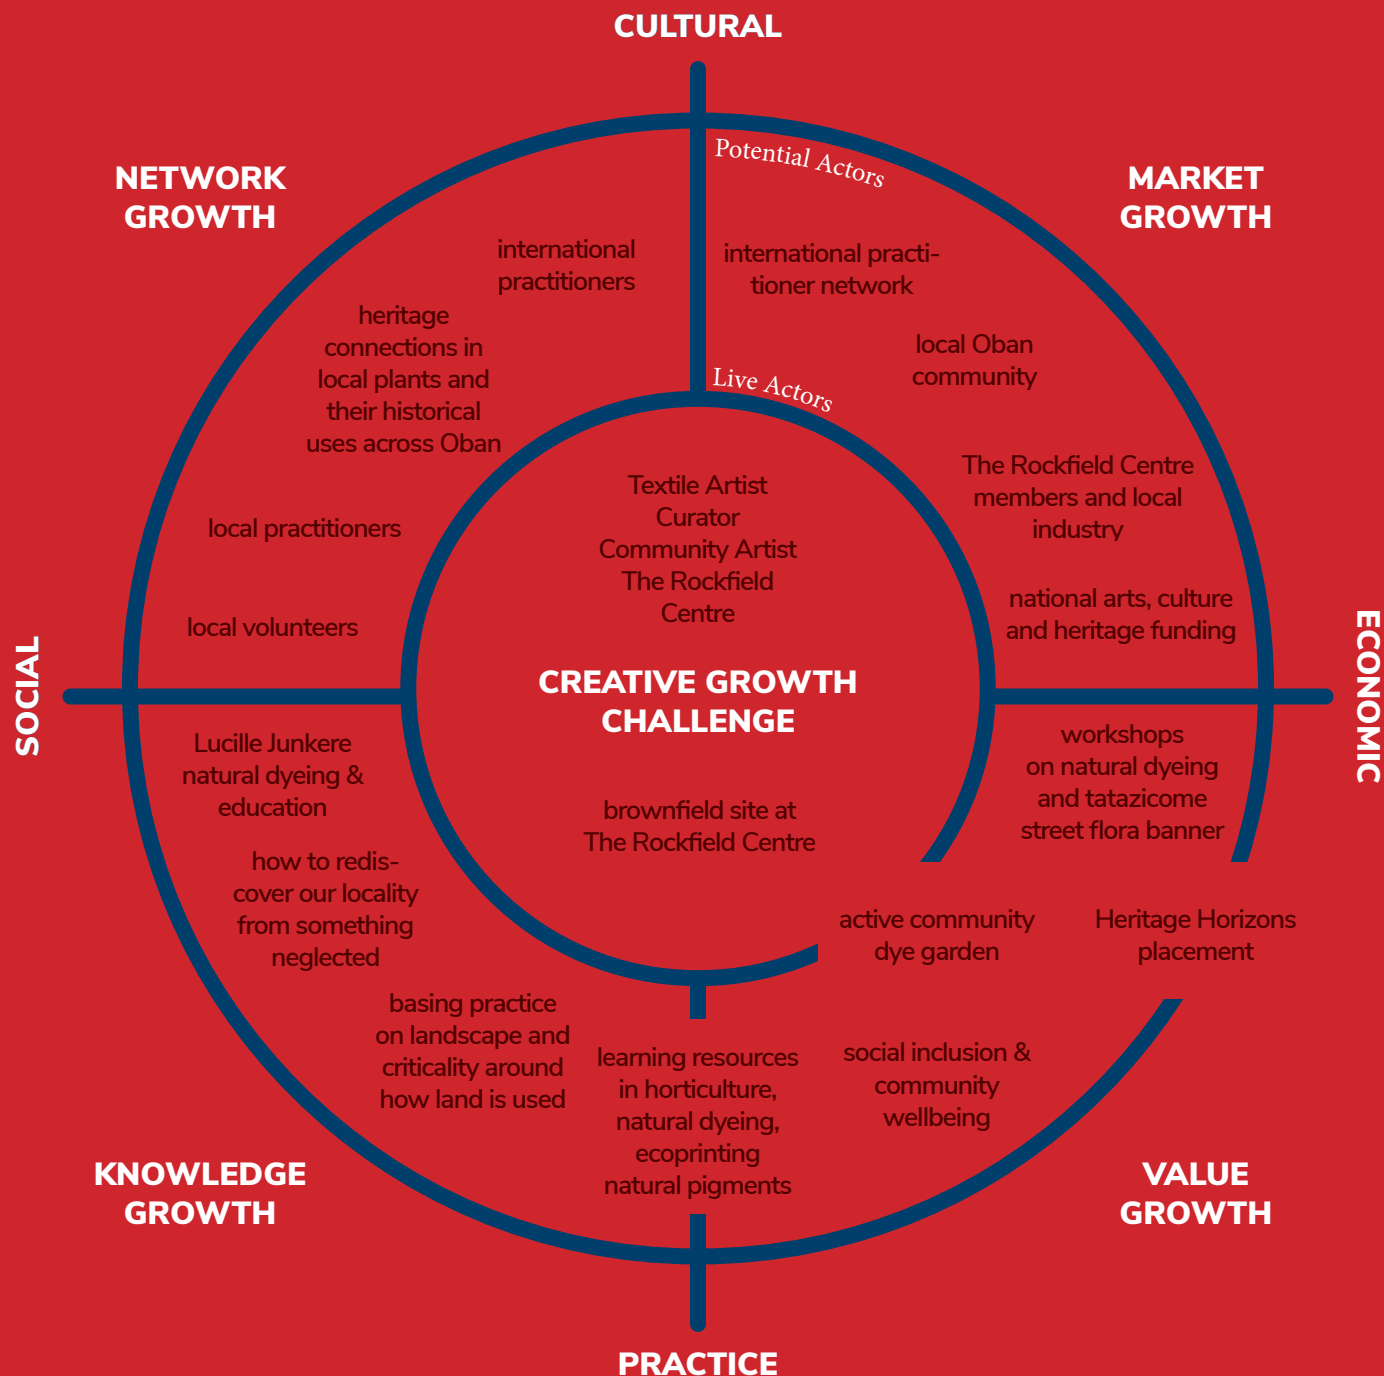 CULTURAL
NETWORK
GROWTH
MARKET
GROWTH
Potential Actors
international
practitioners
international practi-
tioner network
heritage
connections in
local plants and
their historical
uses across Oban
local Oban
community
Live Actors
local practitioners
The Rockfield Centre
members and local
industry
local volunteers
national arts, culture
and heritage funding
Textile Artist
Curator
Community Artist
The Rockfield
Centre
SOCIAL
CREATIVE GROWTH
CHALLENGE
ECONOMIC
brownfield site at
The Rockfield Centre
Lucille Junkere
natural dyeing &
education
how to redis-
cover our locality
from something
neglected
basing practice
on landscape and
criticality around
how land is used
learning resources
in horticulture,
natural dyeing,
ecoprinting
natural pigments
workshops
on natural dyeing
and tatazicome
street flora banner
active community
dye garden
Heritage Horizons
placement
social inclusion &
community
wellbeing
KNOWLEDGE
GROWTH
VALUE
GROWTH
PRACTICE